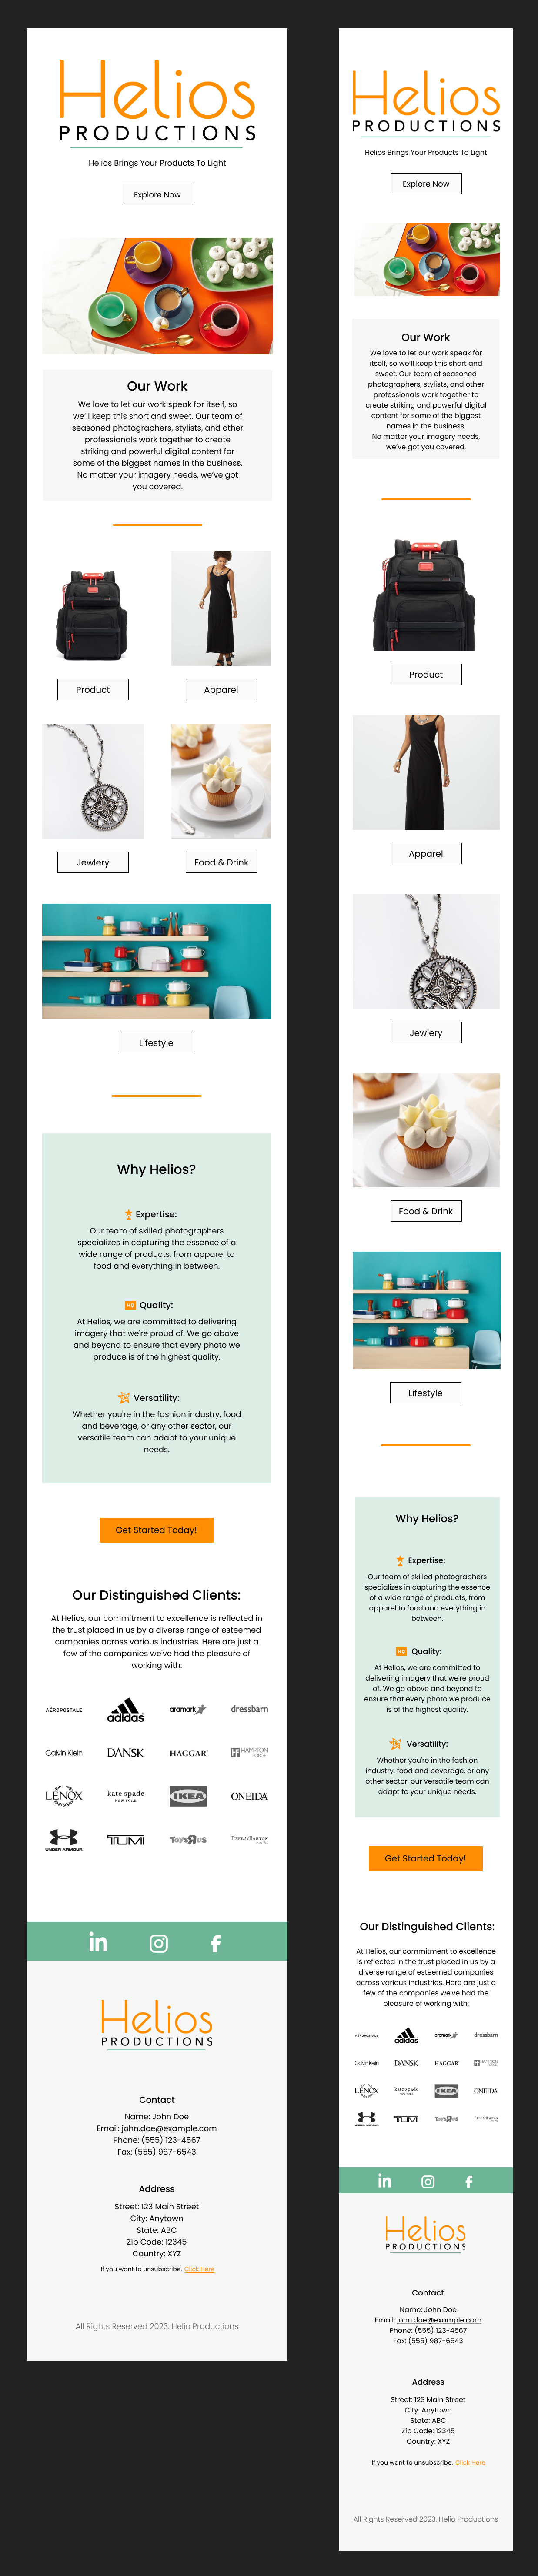 Helios
PRODUCTIONS
Helios Brings Your Products To Light
Explore Now
Our Work
We love to let our work speak for itself, so
we'll keep this short and sweet. Our team of
seasoned photographers, stylists, and other
professionals work together to create
striking and powerful digital content for
some of the biggest names in the business.
No matter your imagery needs, we've got
you covered.
Product
Apparel
Jewlery
Food & Drink
Lifestyle
Why Helios?
Expertise:
Our team of skilled photographers
specializes in capturing the essence of a
wide range of products, from apparel to
food and everything in between.
HQ
Quality:
At Helios, we are committed to delivering
imagery that we're proud of. We go above
and beyond to ensure that every photo we
produce is of the highest quality.
Versatility:
Whether you're in the fashion industry, food
and beverage, or any other sector, our
versatile team can adapt to your unique
needs.
Get Started Today!
Our Distinguished Clients:
At Helios, our commitment to excellence is reflected in
the trust placed in us by a diverse range of esteemed
companies across various industries. Here are just a
few of the companies we've had the pleasure of
working with:
AÉROPOSTALE
adidas
aramark
dressbarn
Calvin Klein
DANSK
HAGGAR
HAMPTON
FORGE
LENOX
kate spade
NEW YORK
IKEA
ONEIDA
UNDER ARMOUR
TUMI
ToysRus
REED&BARTON
in
f
Helios
PRODUCTIONS
Contact
Name: John Doe
Email: john.doe@example.com
Phone: (555) 123-4567
Fax: (555) 987-6543
Address
Street: 123 Main Street
City: Anytown
State: ABC
Zip Code: 12345
Country: XYZ
If you want to unsubscribe. Click Here
All Rights Reserved 2023. Helio Productions
Helios
PRODUCTIONS
Helios Brings Your Products To Light
Explore Now
Our Work
We love to let our work speak for
itself, so we'll keep this short and
sweet. Our team of seasoned
photographers, stylists, and other
professionals work together to
create striking and powerful digital
content for some of the biggest
names in the business.
No matter your imagery needs,
we've got you covered.
Product
Apparel
Jewlery
Food & Drink
Lifestyle
Why Helios?
Expertise:
Our team of skilled photographers
specializes in capturing the essence
of a wide range of products, from
apparel to food and everything in
between.
HQ
Quality:
At Helios, we are committed to
delivering imagery that we're proud
of. We go above and beyond to
ensure that every photo we produce
is of the highest quality.
Versatility:
Whether you're in the fashion
industry, food and beverage, or any
other sector, our versatile team can
adapt to your unique needs.
Get Started Today!
Our Distinguished Clients:
At Helios, our commitment to excellence
is reflected in the trust placed in us by a
diverse range of esteemed companies
across various industries. Here are just a
few of the companies we've had the
pleasure of working with:
AÉROPOSTALE
adidas
aramark
dressbarn
Calvin Klein
DANSK
HAGGAR
HAMPTON
FORGE
LENOX
kate spade
NEW YORK
IKEA
ONEIDA
UNDER ARMOUR
TUMI
ToysRus
REED&BARTON
in
f
Helios
PRODUCTIONS
Contact
Name: John Doe
Email: john.doe@example.com
Phone: (555) 123-4567
Fax: (555) 987-6543
Address
Street: 123 Main Street
City: Anytown
State: ABC
Zip Code: 12345
Country: XYZ
If you want to unsubscribe. Click Here
All Rights Reserved 2023. Helio Productions